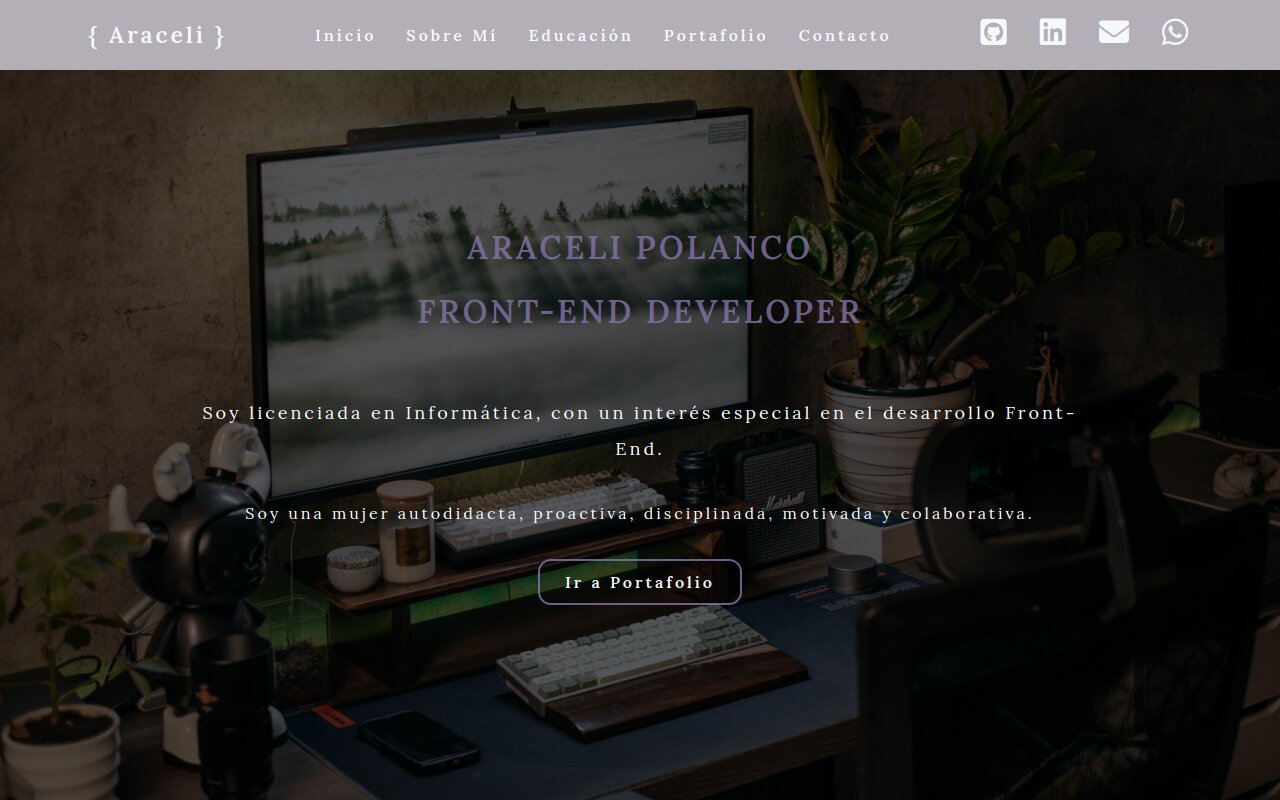 { Araceli }
Inicio Sobre Mí Educación Portafolio Contacto
ARACELI POLANCO
FRONT-END DEVELOPER
Soy licenciada en Informática, con un interés especial en el desarrollo Front-
End.
Marshall
Soy una mujer autodidacta, proactiva, disciplinada, motivada y colaborativa.
Ir a Portafolio